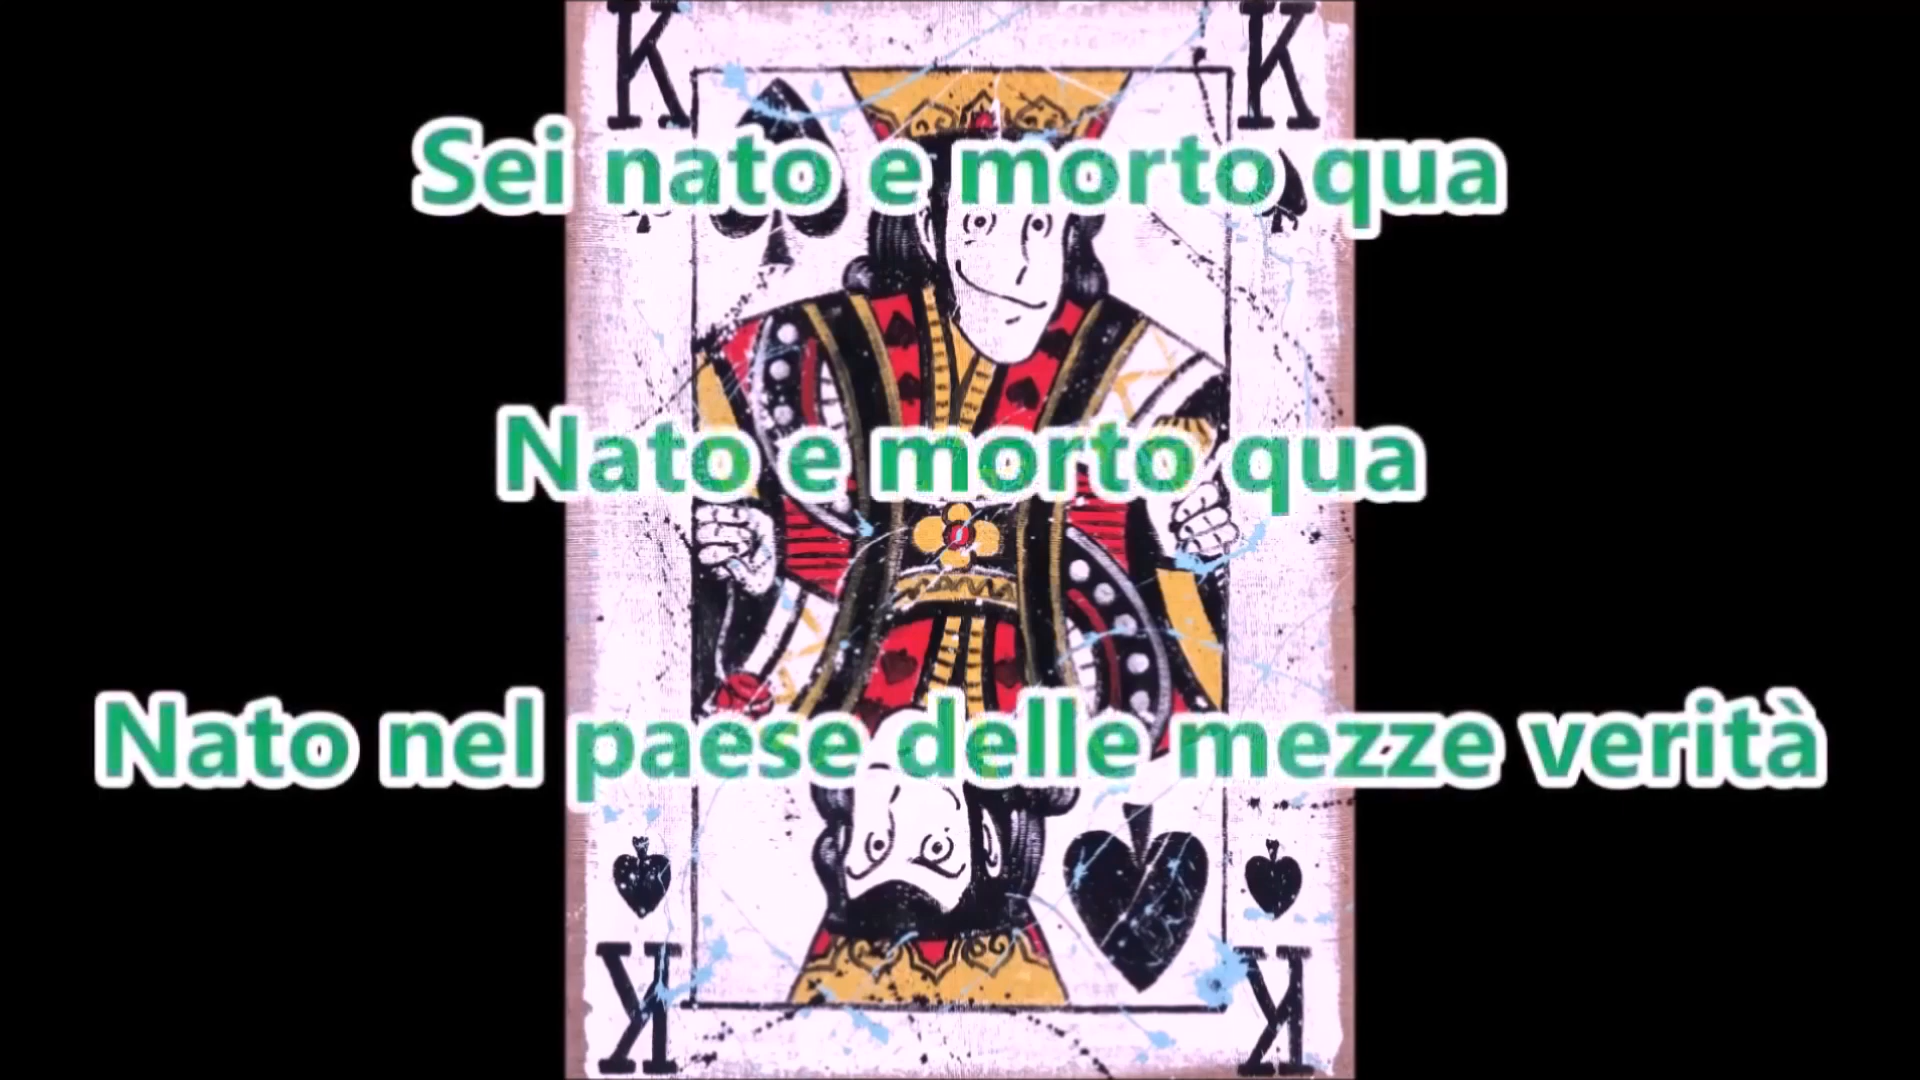 K K
Sei nato e morto qua
Nato e morto qua
Nato nel paese delle mezze verità
K K